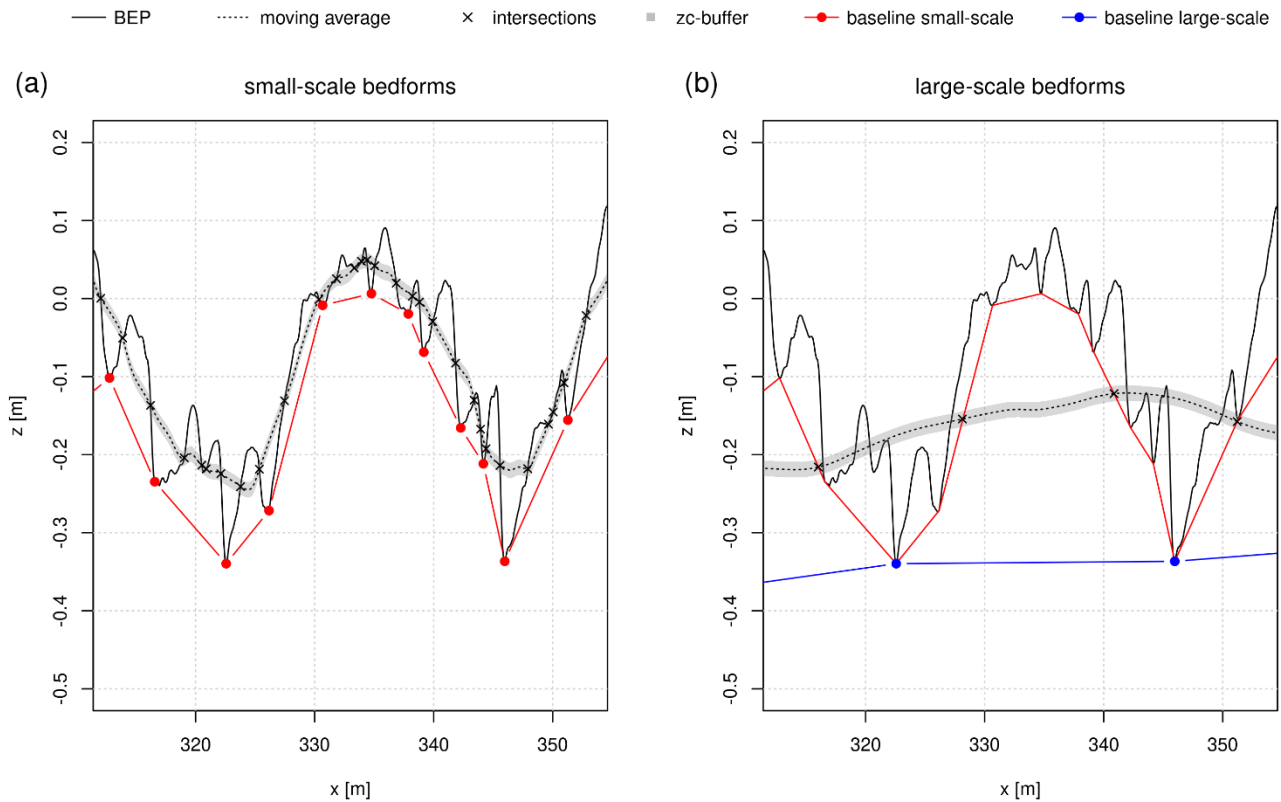 BEP moving average intersections zc-buffer baseline small-scale baseline large-scale
(a) small-scale bedforms
(b) large-scale bedforms
0.2
0.1
0.0
-0.1
-0.2
-0.3
-0.4
-0.5
z [m]
320 330 340 350
x [m]
0.2
0.1
0.0
-0.1
-0.2
-0.3
-0.4
-0.5
z [m]
320 330 340 350
x [m]